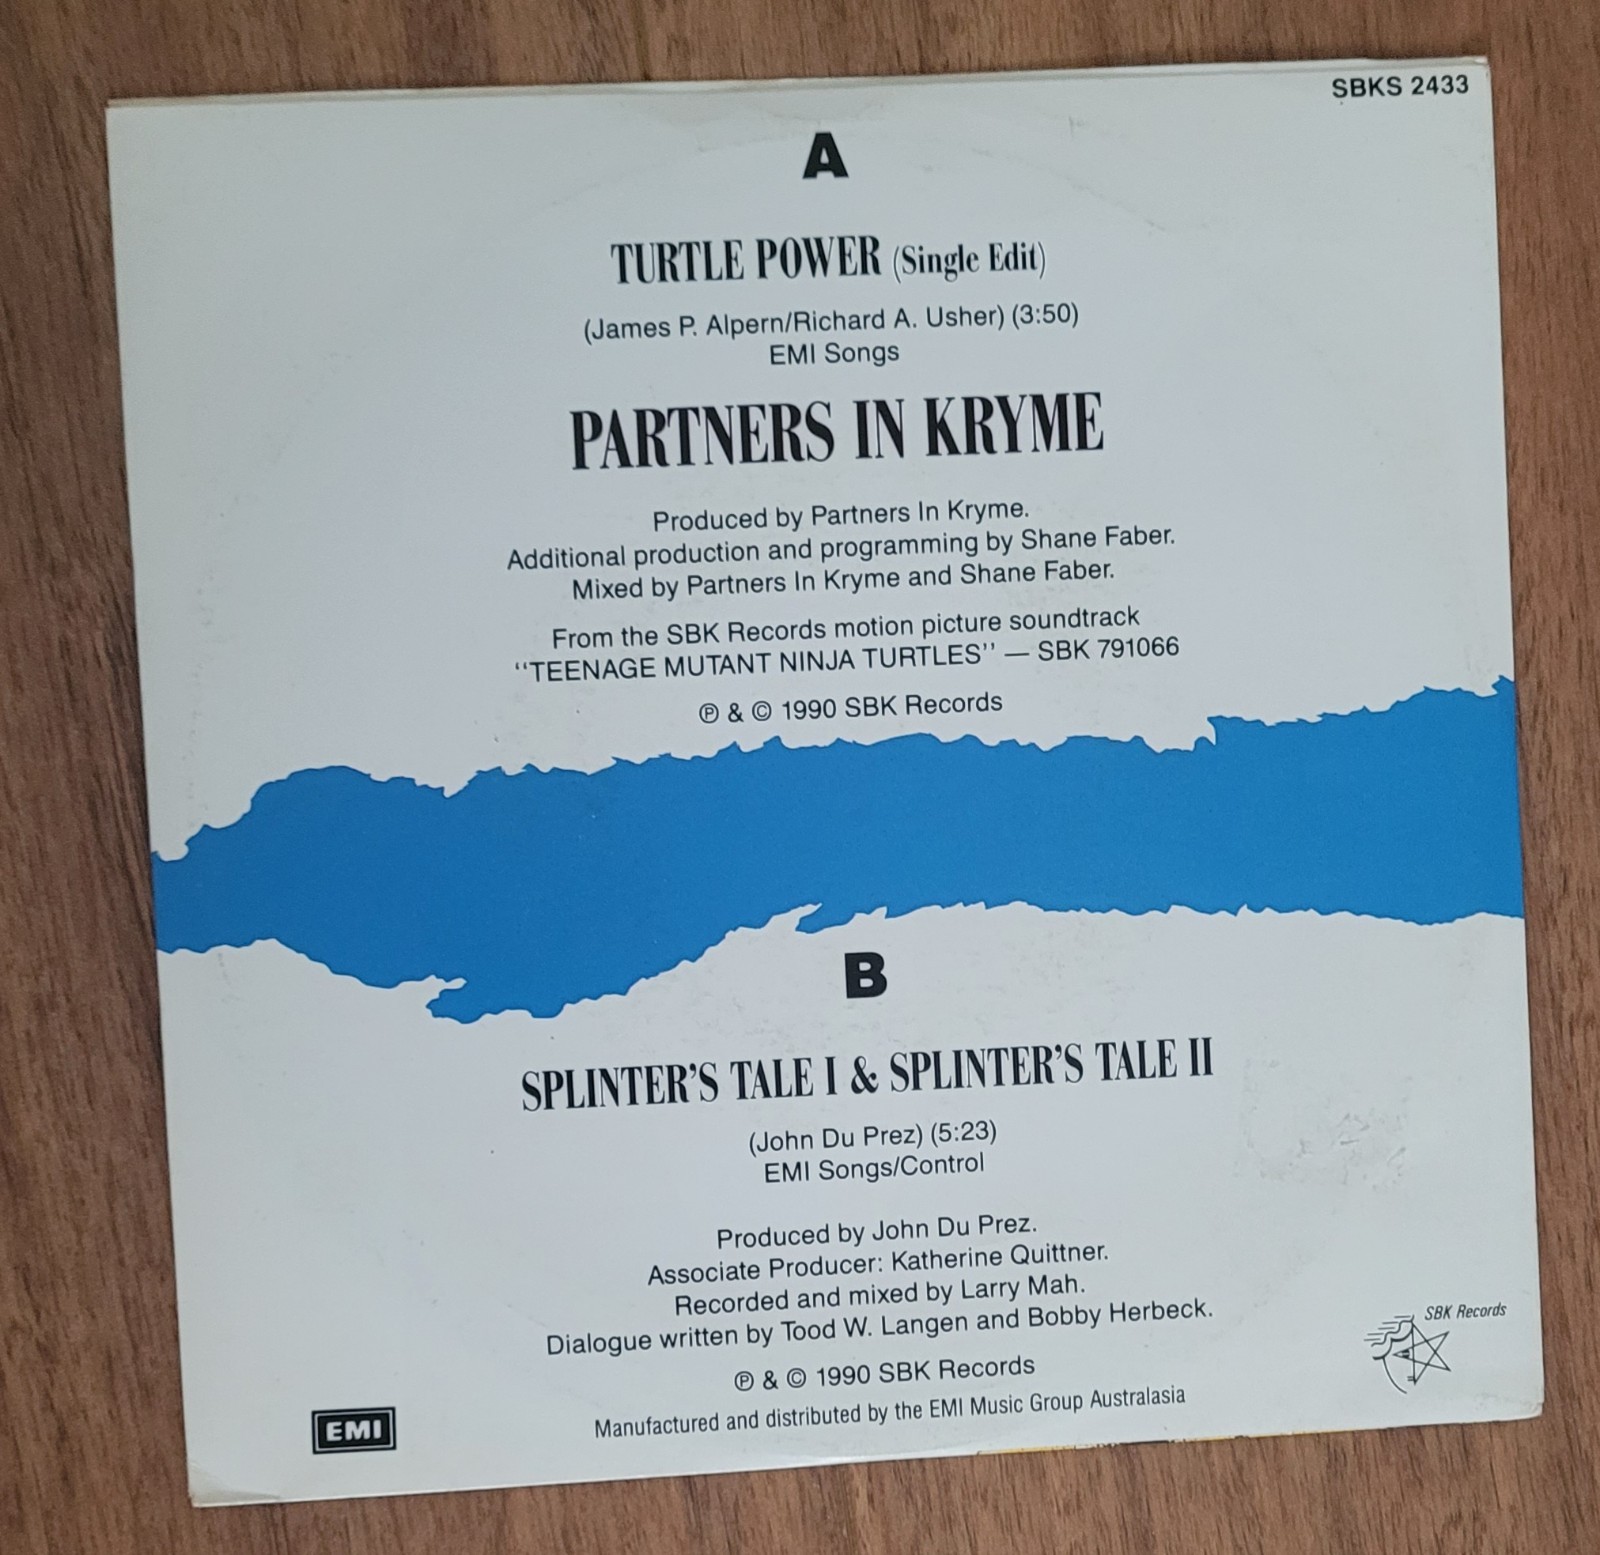 SBKS 2433
A
TURTLE POWER (Single Edit)
(James P. Alpern/Richard A. Usher) (3:50)
EMI Songs
PARTNERS IN KRYME
Produced by Partners In Kryme.
Additional production and programming by Shane Faber.
Mixed by Partners In Kryme and Shane Faber.
From the SBK Records motion picture soundtrack
‘‘TEENAGE MUTANT NINJA TURTLES’’ — SBK 791066
℗ & © 1990 SBK Records
B
SPLINTER’S TALE I & SPLINTER’S TALE II
(John Du Prez) (5:23)
EMI Songs/Control
Produced by John Du Prez.
Associate Producer: Katherine Quittner.
Recorded and mixed by Larry Mah.
Dialogue written by Tood W. Langen and Bobby Herbeck.
℗ & © 1990 SBK Records
Manufactured and distributed by the EMI Music Group Australasia
EMI
SBK Records